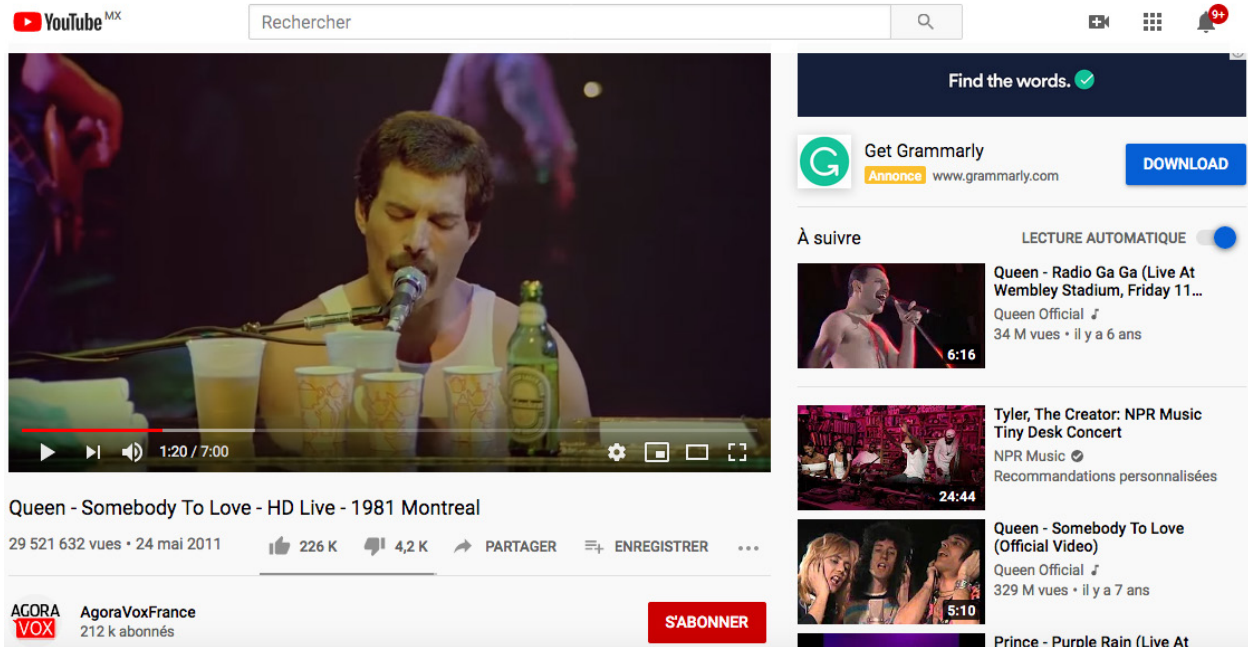 YouTube MX
Rechercher
9+
Find the words.
Get Grammarly
Annonce www.grammarly.com
DOWNLOAD
À suivre
LECTURE AUTOMATIQUE
Queen - Radio Ga Ga (Live At
Wembley Stadium, Friday 11...
Queen Official
34 M vues • il y a 6 ans
6:16
Tyler, The Creator: NPR Music
Tiny Desk Concert
NPR Music
Recommandations personnalisées
24:44
Queen - Somebody To Love
(Official Video)
Queen Official
329 M vues • il y a 7 ans
5:10
Prince - Purple Rain (Live At
1:20 / 7:00
Queen - Somebody To Love - HD Live - 1981 Montreal
29 521 632 vues • 24 mai 2011
226 K
4,2 K
PARTAGER
ENREGISTRER
AGORA
VOX
AgoraVoxFrance
212 k abonnés
S'ABONNER